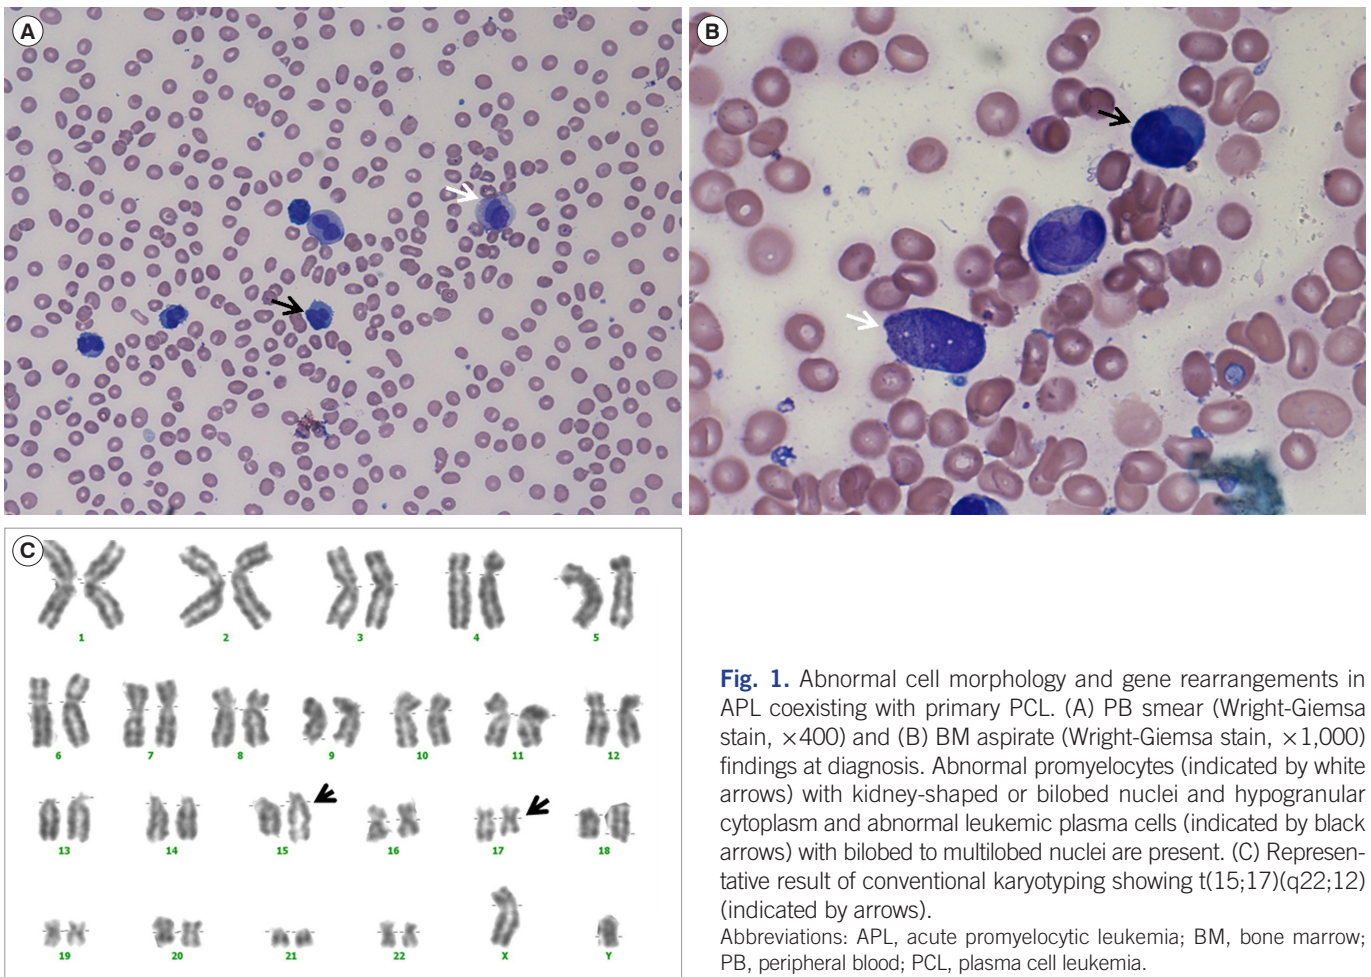 A
B
C
1 2 3 4 5
6 7 8 9 10 11 12
13 14 15 16 17 18
19 20 21 22 X Y
Fig. 1. Abnormal cell morphology and gene rearrangements in
APL coexisting with primary PCL. (A) PB smear (Wright-Giemsa
stain, ×400) and (B) BM aspirate (Wright-Giemsa stain, ×1,000)
findings at diagnosis. Abnormal promyelocytes (indicated by white
arrows) with kidney-shaped or bilobed nuclei and hypogranular
cytoplasm and abnormal leukemic plasma cells (indicated by black
arrows) with bilobed to multilobed nuclei are present. (C) Represen-
tative result of conventional karyotyping showing t(15;17)(q22;12)
(indicated by arrows).
Abbreviations: APL, acute promyelocytic leukemia; BM, bone marrow;
PB, peripheral blood; PCL, plasma cell leukemia.